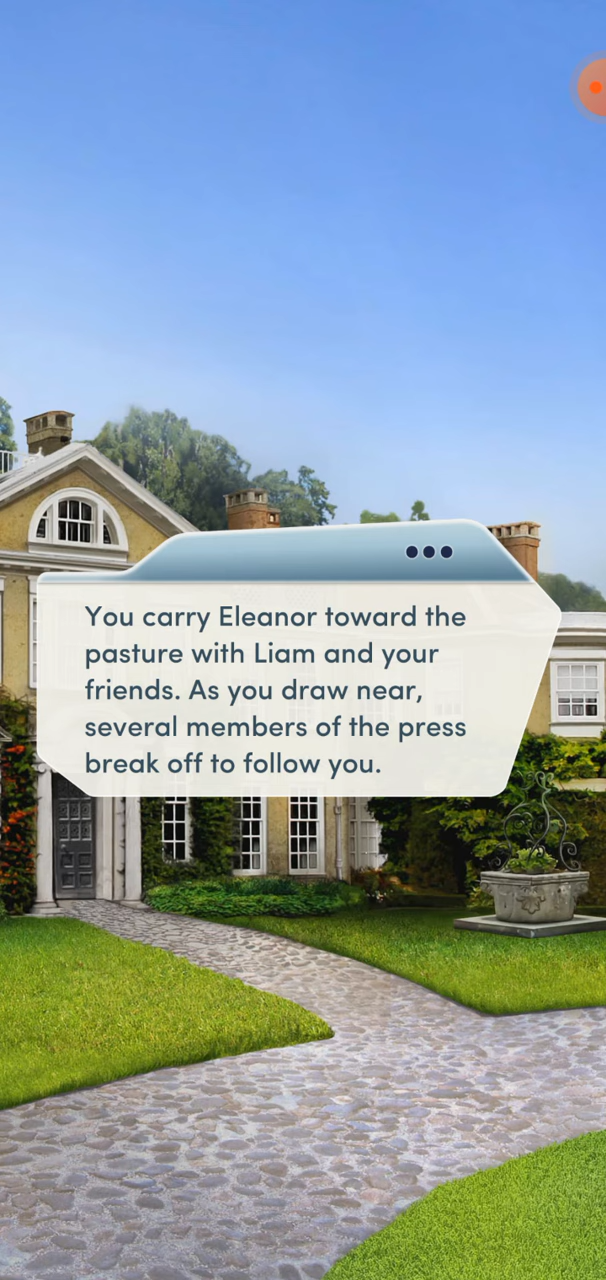 You carry Eleanor toward the
pasture with Liam and your
friends. As you draw near,
several members of the press
break off to follow you.